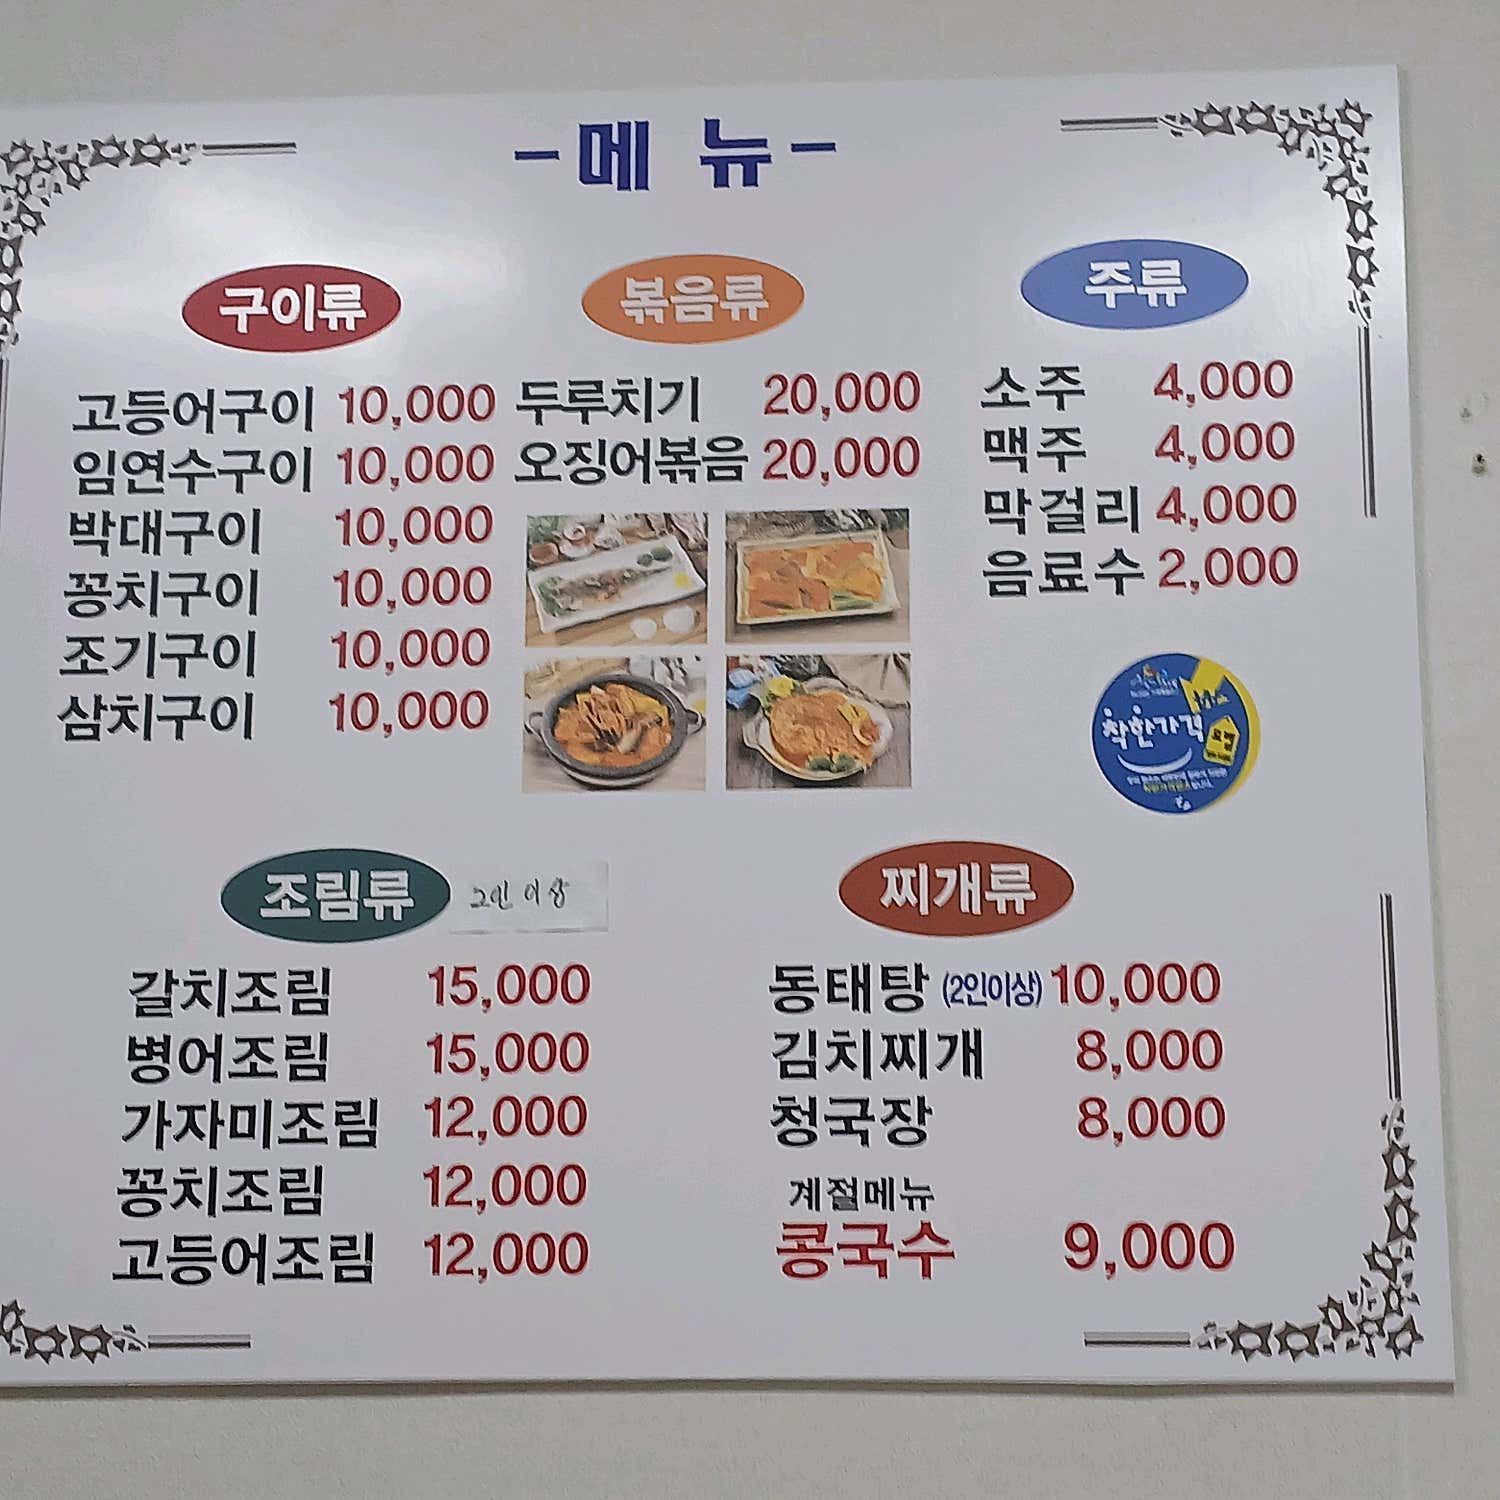 -메 뉴-
구이류
고등어구이 10,000
임연수구이 10,000
박대구이 10,000
꽁치구이 10,000
조기구이 10,000
삼치구이 10,000
볶음류
두루치기 20,000
오징어볶음 20,000
주류
소주 4,000
맥주 4,000
막걸리 4,000
음료수 2,000
착한가격
조림류 2인 이상
갈치조림 15,000
병어조림 15,000
가자미조림 12,000
꽁치조림 12,000
고등어조림 12,000
찌개류
동태탕 (2인이상) 10,000
김치찌개 8,000
청국장 8,000
계절메뉴
콩국수 9,000